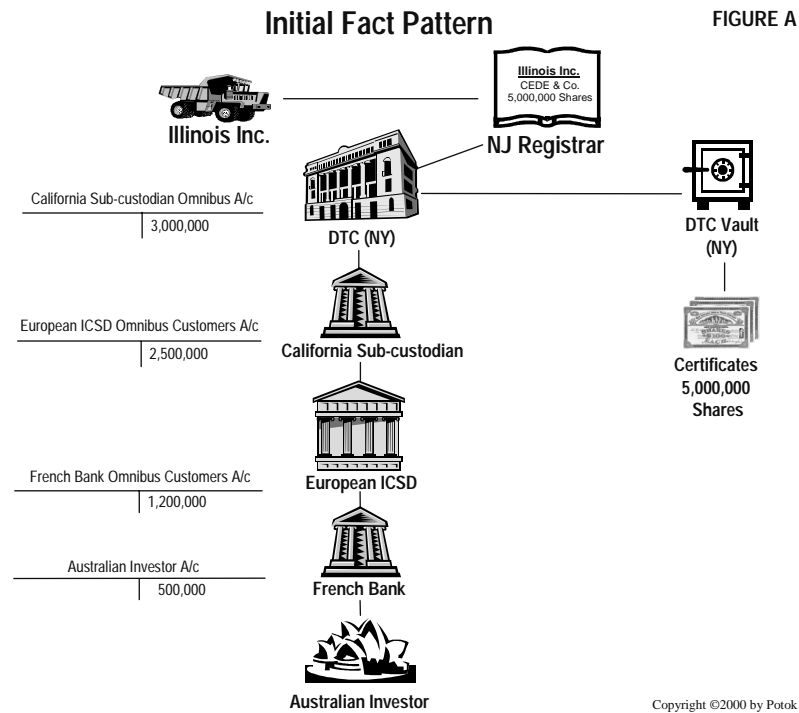 Initial Fact Pattern
FIGURE A
Illinois Inc.
CEDE & Co.
5,000,000 Shares
Illinois Inc.
NJ Registrar
California Sub-custodian Omnibus A/c
3,000,000
DTC (NY)
DTC Vault
(NY)
European ICSD Omnibus Customers A/c
2,500,000
California Sub-custodian
Certificates
5,000,000
Shares
French Bank Omnibus Customers A/c
1,200,000
European ICSD
Australian Investor A/c
500,000
French Bank
Australian Investor
Copyright ©2000 by Potok